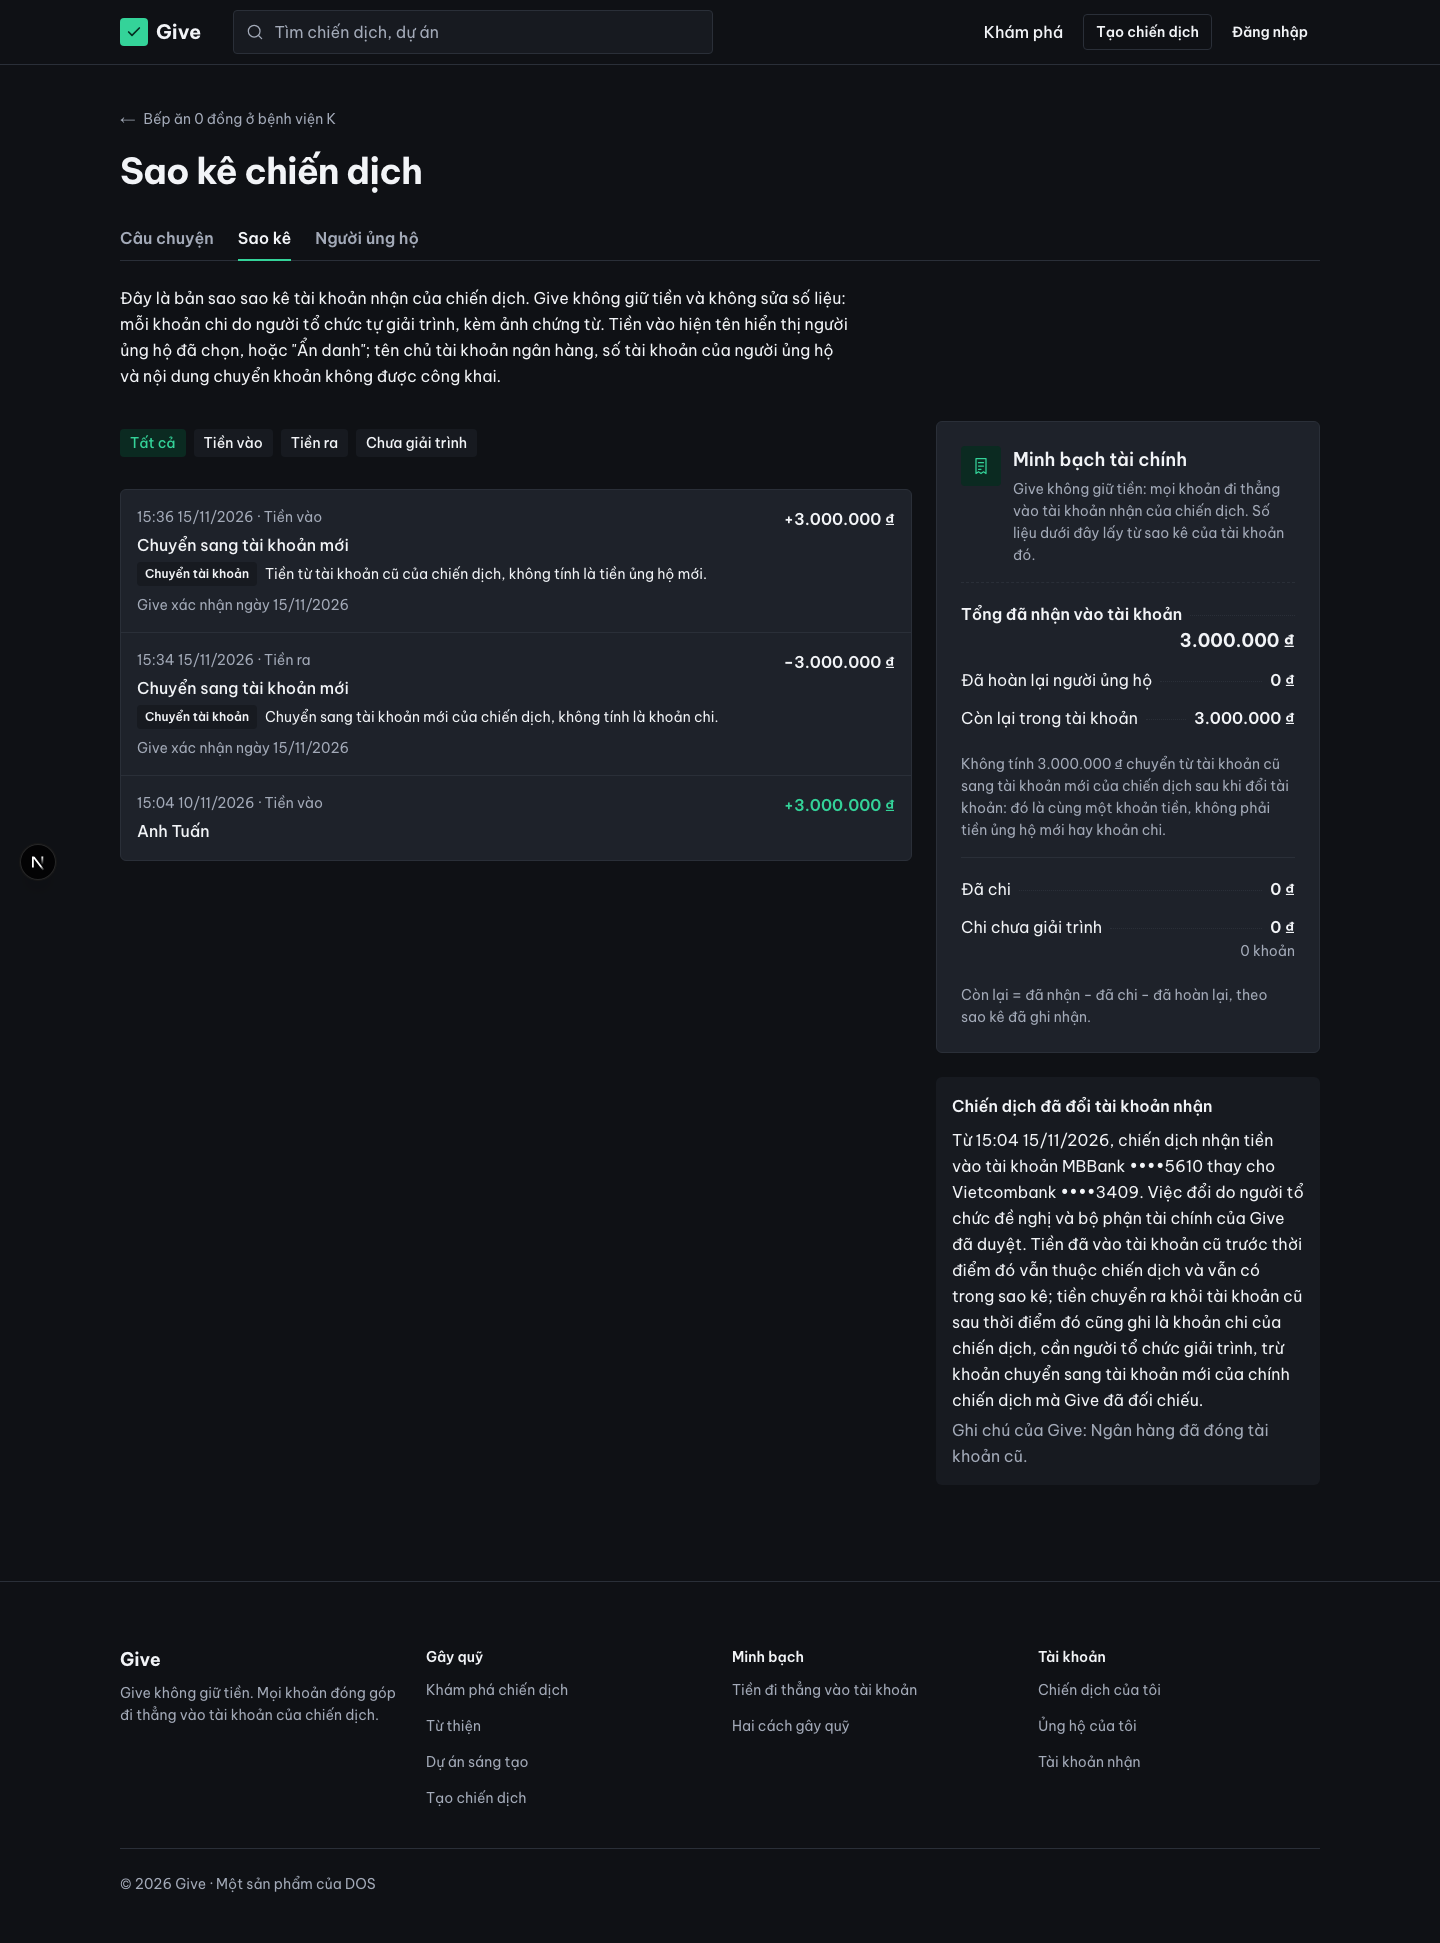 Give
Tìm chiến dịch, dự án
Khám phá
Tạo chiến dịch
Đăng nhập
← Bếp ăn 0 đồng ở bệnh viện K
Sao kê chiến dịch
Câu chuyện
Sao kê
Người ủng hộ
Đây là bản sao sao kê tài khoản nhận của chiến dịch. Give không giữ tiền và không sửa số liệu:
mỗi khoản chi do người tổ chức tự giải trình, kèm ảnh chứng từ. Tiền vào hiện tên hiển thị người
ủng hộ đã chọn, hoặc "Ẩn danh"; tên chủ tài khoản ngân hàng, số tài khoản của người ủng hộ
và nội dung chuyển khoản không được công khai.
Tất cả
Tiền vào
Tiền ra
Chưa giải trình
15:36 15/11/2026 · Tiền vào
+3.000.000 ₫
Chuyển sang tài khoản mới
Chuyển tài khoản
Tiền từ tài khoản cũ của chiến dịch, không tính là tiền ủng hộ mới.
Give xác nhận ngày 15/11/2026
15:34 15/11/2026 · Tiền ra
−3.000.000 ₫
Chuyển sang tài khoản mới
Chuyển tài khoản
Chuyển sang tài khoản mới của chiến dịch, không tính là khoản chi.
Give xác nhận ngày 15/11/2026
15:04 10/11/2026 · Tiền vào
+3.000.000 ₫
Anh Tuấn
Minh bạch tài chính
Give không giữ tiền: mọi khoản đi thẳng
vào tài khoản nhận của chiến dịch. Số
liệu dưới đây lấy từ sao kê của tài khoản
đó.
Tổng đã nhận vào tài khoản
3.000.000 ₫
Đã hoàn lại người ủng hộ
0 ₫
Còn lại trong tài khoản
3.000.000 ₫
Không tính 3.000.000 ₫ chuyển từ tài khoản cũ
sang tài khoản mới của chiến dịch sau khi đổi tài
khoản: đó là cùng một khoản tiền, không phải
tiền ủng hộ mới hay khoản chi.
Đã chi
0 ₫
Chi chưa giải trình
0 ₫
0 khoản
Còn lại = đã nhận − đã chi − đã hoàn lại, theo
sao kê đã ghi nhận.
Chiến dịch đã đổi tài khoản nhận
Từ 15:04 15/11/2026, chiến dịch nhận tiền
vào tài khoản MBBank ••••5610 thay cho
Vietcombank ••••3409. Việc đổi do người tổ
chức đề nghị và bộ phận tài chính của Give
đã duyệt. Tiền đã vào tài khoản cũ trước thời
điểm đó vẫn thuộc chiến dịch và vẫn có
trong sao kê; tiền chuyển ra khỏi tài khoản cũ
sau thời điểm đó cũng ghi là khoản chi của
chiến dịch, cần người tổ chức giải trình, trừ
khoản chuyển sang tài khoản mới của chính
chiến dịch mà Give đã đối chiếu.
Ghi chú của Give: Ngân hàng đã đóng tài
khoản cũ.
Give
Give không giữ tiền. Mọi khoản đóng góp
đi thẳng vào tài khoản của chiến dịch.
Gây quỹ
Khám phá chiến dịch
Từ thiện
Dự án sáng tạo
Tạo chiến dịch
Minh bạch
Tiền đi thẳng vào tài khoản
Hai cách gây quỹ
Tài khoản
Chiến dịch của tôi
Ủng hộ của tôi
Tài khoản nhận
© 2026 Give · Một sản phẩm của DOS